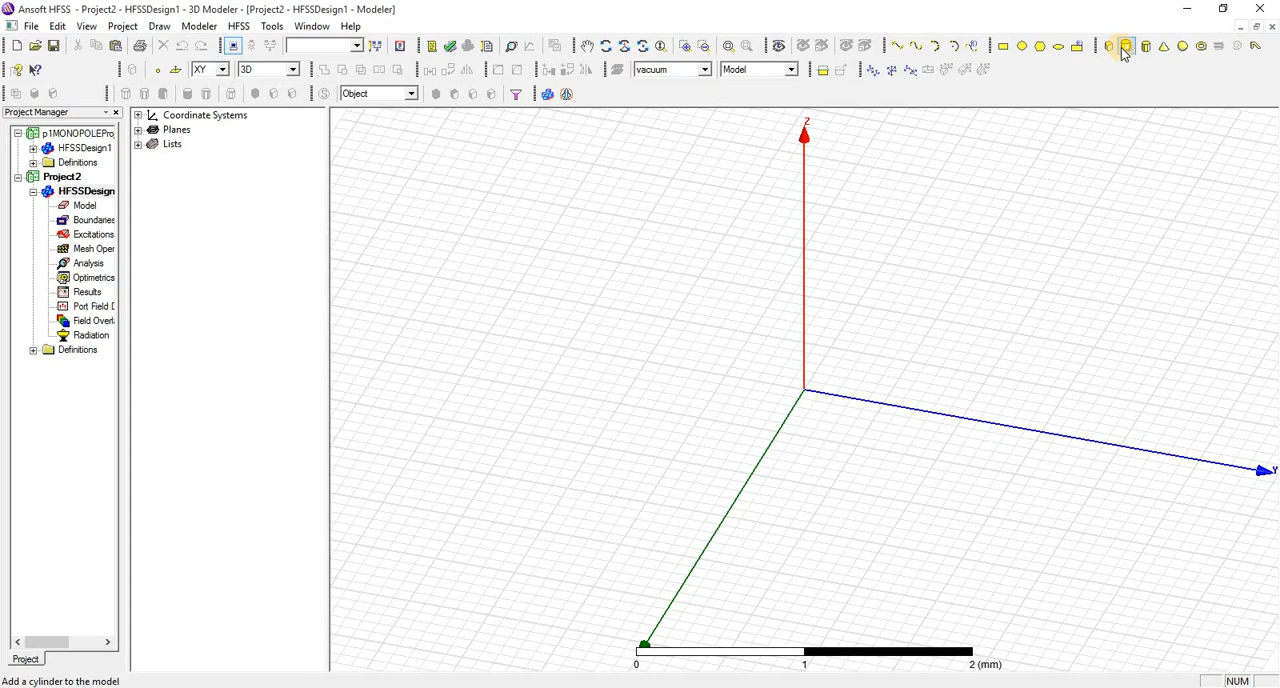 Ansoft HFSS - Project2 - HFSSDesign1 - 3D Modeler - [Project2 - HFSSDesign1 - Modeler]
File Edit View Project Draw Modeler HFSS Tools Window Help
XY 3D vacuum Model
Object
Project Manager
p1MONOPOLEPro
HFSSDesign1
Definitions
Project2
HFSSDesign
Model
Boundaries
Excitations
Mesh Oper
Analysis
Optimetrics
Results
Port Field D
Field Overl
Radiation
Definitions
Project
Coordinate Systems
Planes
Lists
Z
Y
0 1 2 (mm)
Add a cylinder to the model
NUM